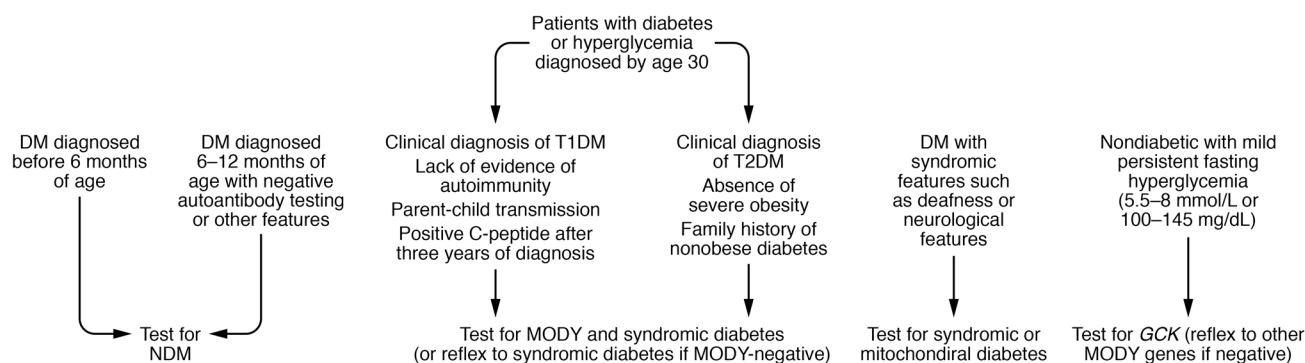 Patients with diabetes
or hyperglycemia
diagnosed by age 30
DM diagnosed
before 6 months
of age
DM diagnosed
6–12 months of
age with negative
autoantibody testing
or other features
Clinical diagnosis of T1DM
Lack of evidence of
autoimmunity
Parent-child transmission
Positive C-peptide after
three years of diagnosis
Clinical diagnosis
of T2DM
Absence of
severe obesity
Family history of
nonobese diabetes
DM with
syndromic
features such
as deafness or
neurological
features
Nondiabetic with mild
persistent fasting
hyperglycemia
(5.5–8 mmol/L or
100–145 mg/dL)
Test for
NDM
Test for MODY and syndromic diabetes
(or reflex to syndromic diabetes if MODY-negative)
Test for syndromic or
mitochondiral diabetes
Test for GCK (reflex to other
MODY genes if negative)